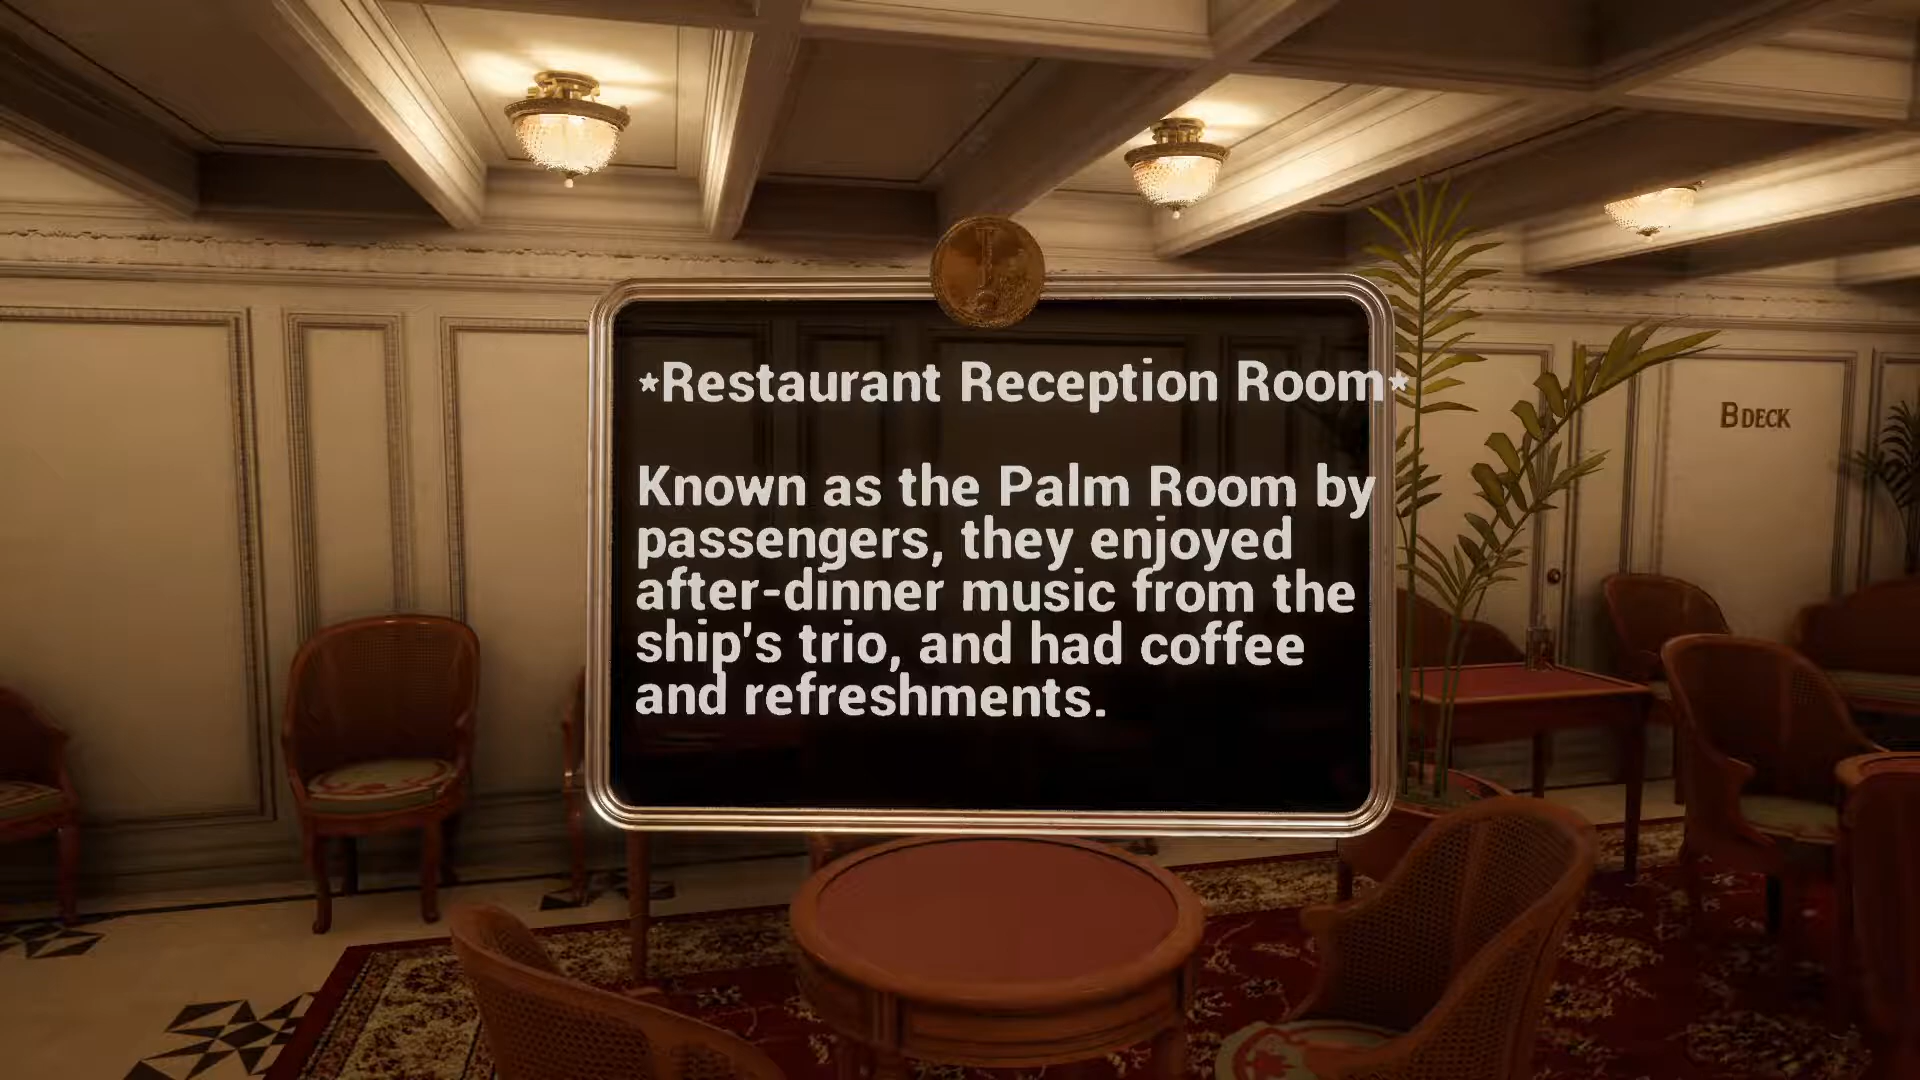 *Restaurant Reception Room*
Known as the Palm Room by
passengers, they enjoyed
after-dinner music from the
ship's trio, and had coffee
and refreshments.
B DECK